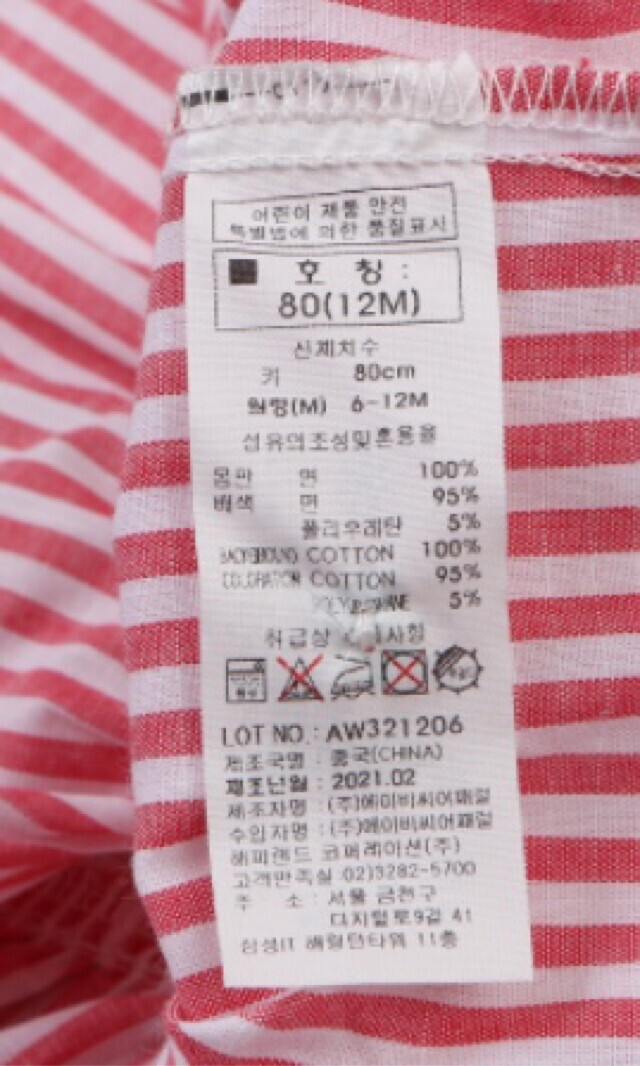 어린이 제품 안전
특별법에 의한 품질표시
호 칭 :
80(12M)
신체치수
키 80cm
월령(M) 6-12M
섬유의조성및혼용율
몸판 면 100%
배색 면 95%
폴리우레탄 5%
BACKGROUND COTTON 100%
COLORATION COTTON 95%
5%
취급상 사항
LOT NO.: AW321206
제조국명 : 중국(CHINA)
제조년월 : 2021.02
제조자명 : (주)에이비씨어패럴
수입자명 : (주)에이비씨어패럴
해피랜드 코퍼레이션(주)
고객만족실 02)3282-5700
주 소 : 서울 금천구
디지털로9길 41
삼성IT 해링턴타워 11층